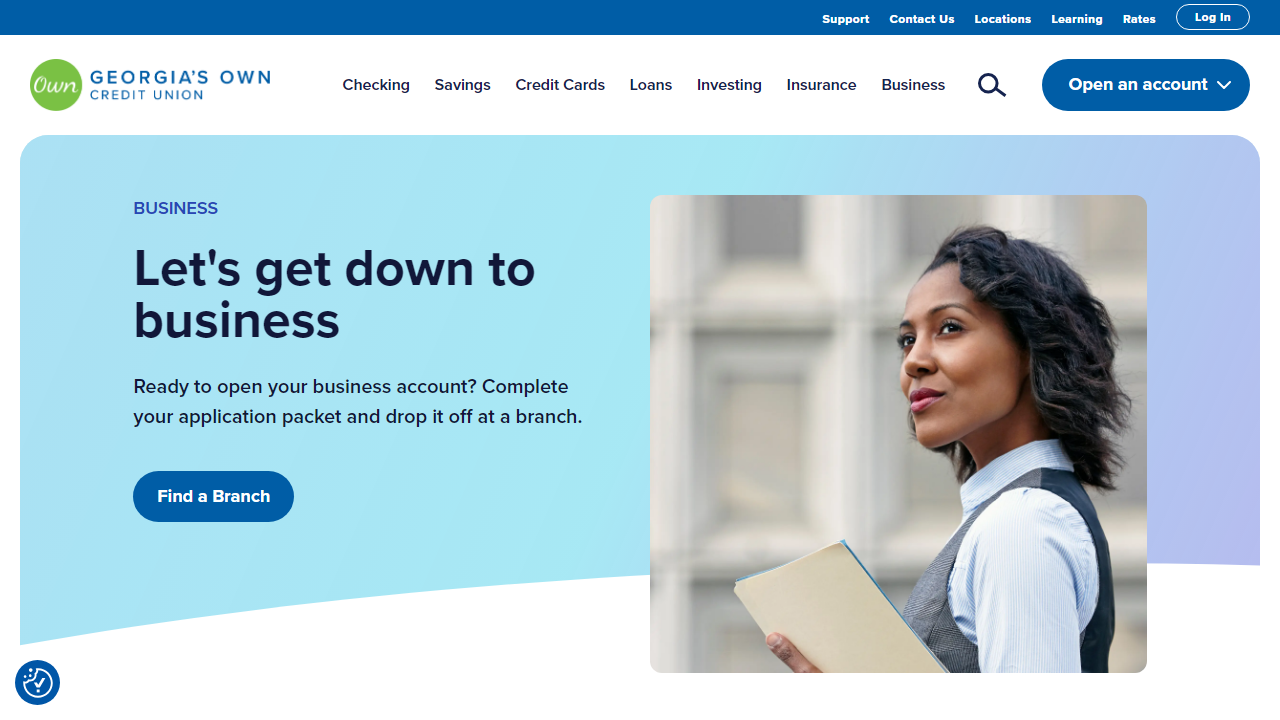 Support Contact Us Locations Learning Rates Log In
Own GEORGIA'S OWN
CREDIT UNION
Checking Savings Credit Cards Loans Investing Insurance Business Open an account
BUSINESS
Let's get down to
business
Ready to open your business account? Complete
your application packet and drop it off at a branch.
Find a Branch